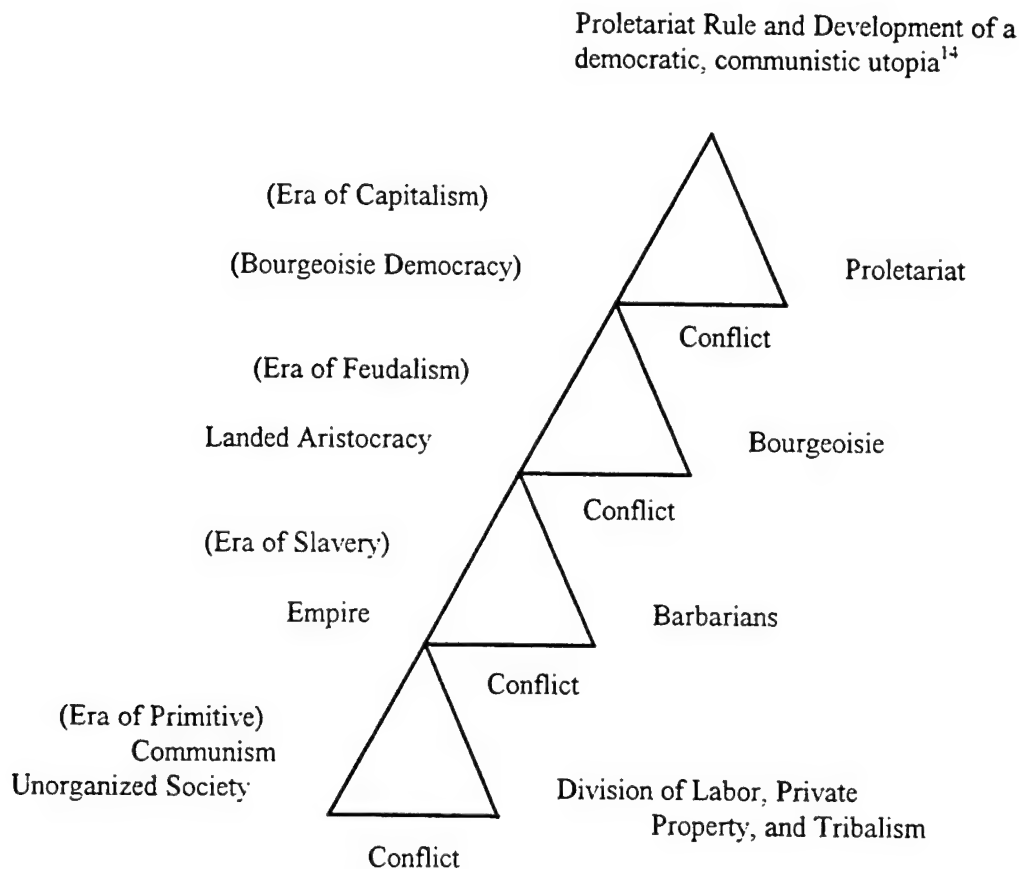 Proletariat Rule and Development of a
democratic, communistic utopia¹⁴
(Era of Capitalism)
(Bourgeoisie Democracy)
Proletariat
Conflict
(Era of Feudalism)
Landed Aristocracy
Bourgeoisie
Conflict
(Era of Slavery)
Empire
Barbarians
Conflict
(Era of Primitive)
Communism
Unorganized Society
Division of Labor, Private
Property, and Tribalism
Conflict